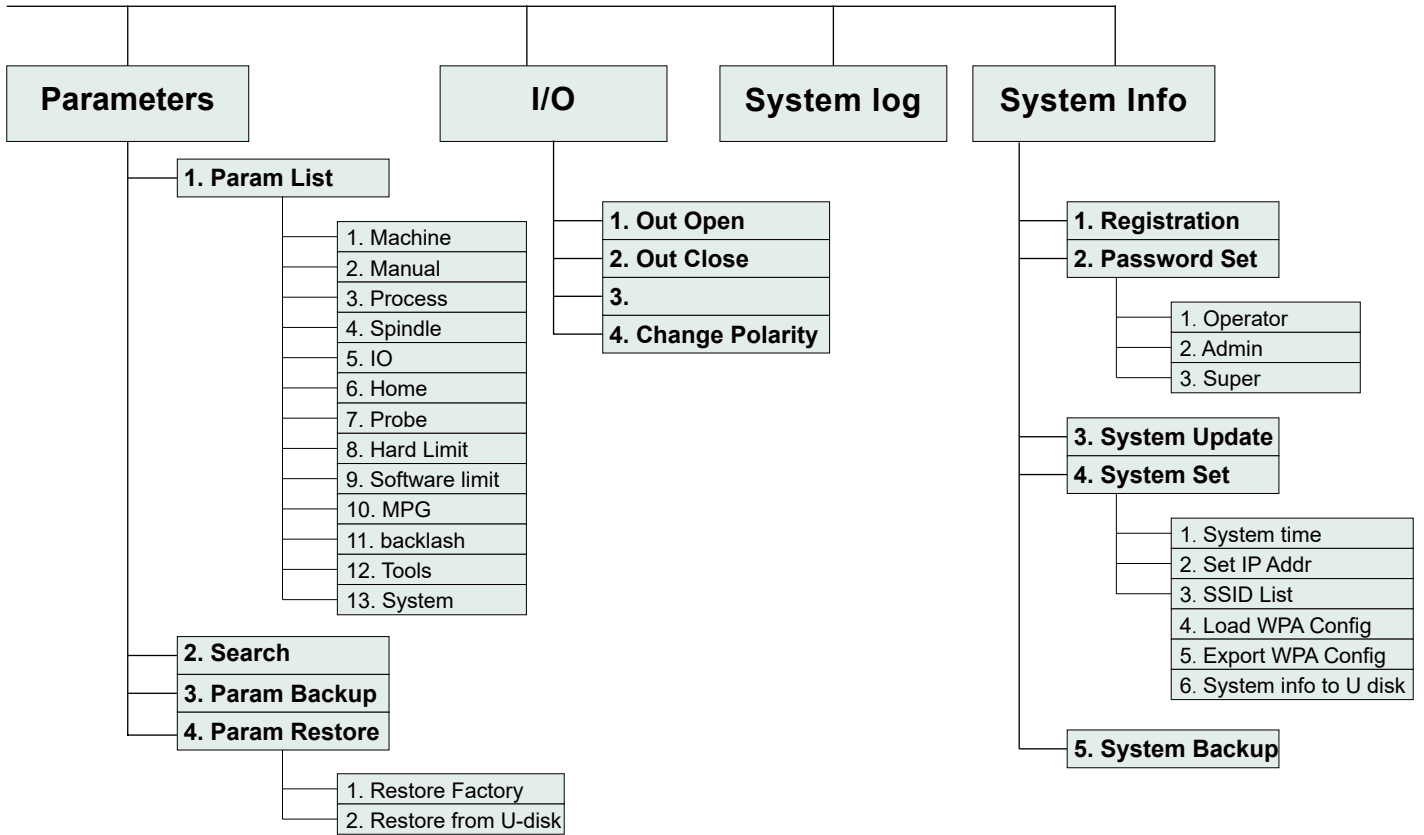 Parameters
I/O
System log
System Info
1. Param List
1. Machine
2. Manual
3. Process
4. Spindle
5. IO
6. Home
7. Probe
8. Hard Limit
9. Software limit
10. MPG
11. backlash
12. Tools
13. System
2. Search
3. Param Backup
4. Param Restore
1. Restore Factory
2. Restore from U-disk
1. Out Open
2. Out Close
3.
4. Change Polarity
1. Registration
2. Password Set
1. Operator
2. Admin
3. Super
3. System Update
4. System Set
1. System time
2. Set IP Addr
3. SSID List
4. Load WPA Config
5. Export WPA Config
6. System info to U disk
5. System Backup